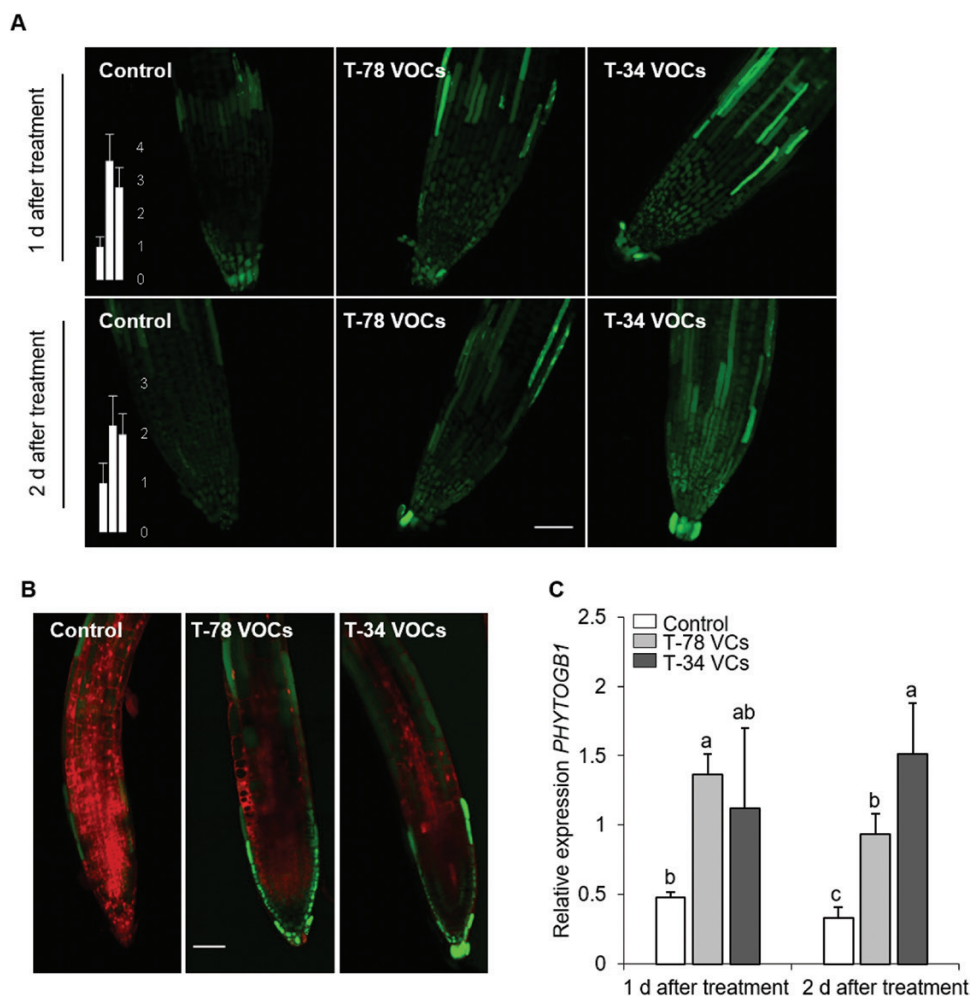 A
1 d after treatment
Control
4
3
2
1
0
T-78 VOCs
T-34 VOCs
2 d after treatment
Control
3
2
1
0
T-78 VOCs
T-34 VOCs
B
Control
T-78 VOCs
T-34 VOCs
C
Relative expression PHYTOGB1
2.5
2
1.5
1
0.5
0
Control
T-78 VCs
T-34 VCs
b
a
ab
c
b
a
1 d after treatment
2 d after treatment